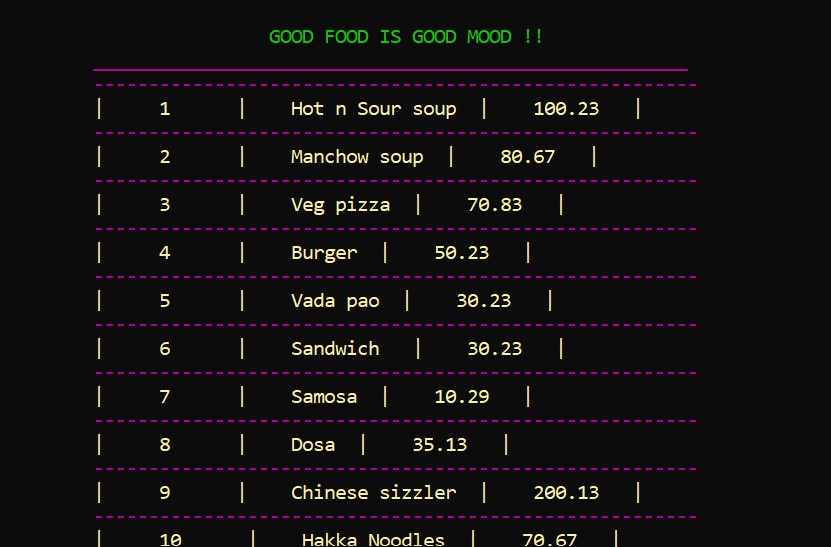 GOOD FOOD IS GOOD MOOD !!
| 1 | Hot n Sour soup | 100.23 |
| 2 | Manchow soup | 80.67 |
| 3 | Veg pizza | 70.83 |
| 4 | Burger | 50.23 |
| 5 | Vada pao | 30.23 |
| 6 | Sandwich | 30.23 |
| 7 | Samosa | 10.29 |
| 8 | Dosa | 35.13 |
| 9 | Chinese sizzler | 200.13 |
| 10 | Hakka Noodles | 70.67 |